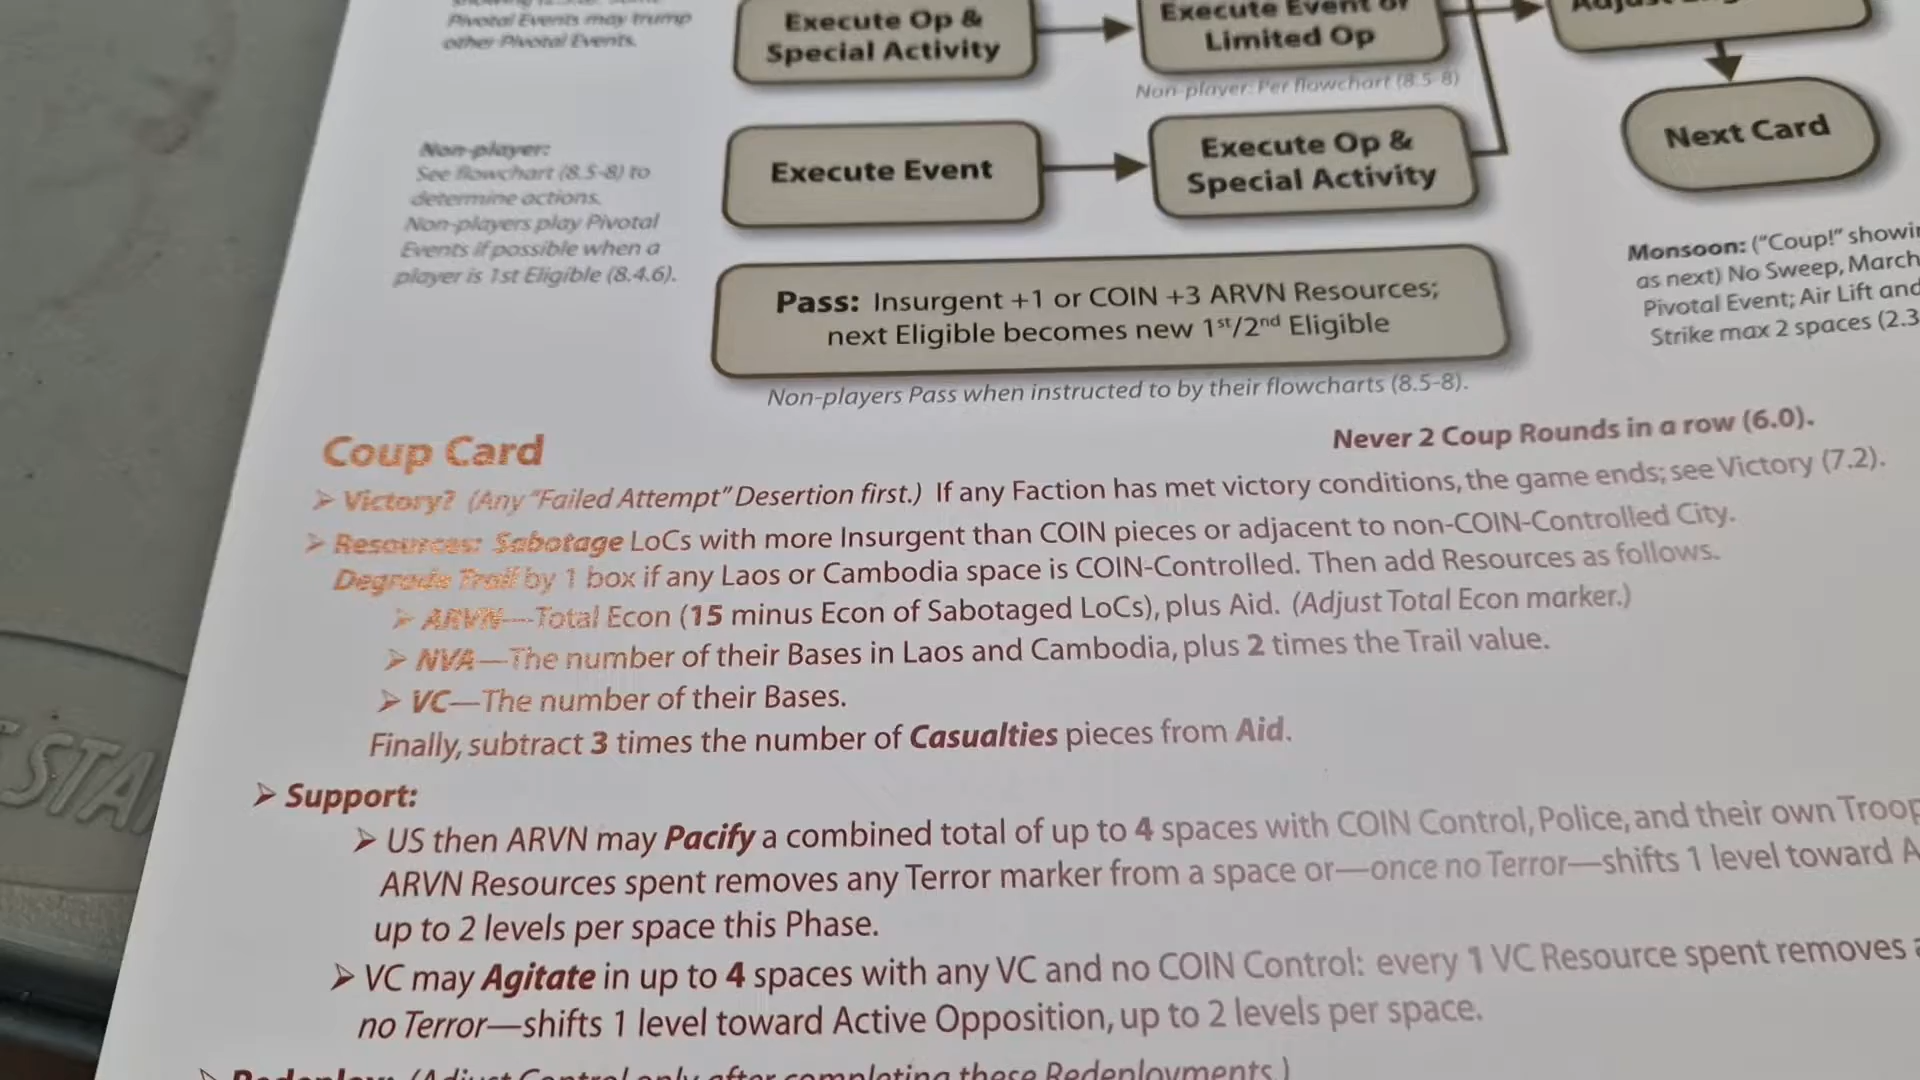 Pivotal Events may trump
other Pivotal Events.
Execute Op &
Special Activity
Execute Event or
Limited Op
Non-player: Per flowchart (8.5-8)
Next Card
Non-player:
See flowchart (8.5-8) to
determine actions.
Non-players play Pivotal
Events if possible when a
player is 1st Eligible (8.4.6).
Execute Event
Execute Op &
Special Activity
Pass: Insurgent +1 or COIN +3 ARVN Resources;
next Eligible becomes new 1st/2nd Eligible
Non-players Pass when instructed to by their flowcharts (8.5-8).
Monsoon: ("Coup!" showi
as next) No Sweep, March
Pivotal Event; Air Lift and
Strike max 2 spaces (2.3
Coup Card
Never 2 Coup Rounds in a row (6.0).
➢ Victory? (Any "Failed Attempt" Desertion first.) If any Faction has met victory conditions, the game ends; see Victory (7.2).
➢ Resources: Sabotage LoCs with more Insurgent than COIN pieces or adjacent to non-COIN-Controlled City.
Degrade Trail by 1 box if any Laos or Cambodia space is COIN-Controlled. Then add Resources as follows.
➢ ARVN—Total Econ (15 minus Econ of Sabotaged LoCs), plus Aid. (Adjust Total Econ marker.)
➢ NVA—The number of their Bases in Laos and Cambodia, plus 2 times the Trail value.
➢ VC—The number of their Bases.
Finally, subtract 3 times the number of Casualties pieces from Aid.
➢ Support:
➢ US then ARVN may Pacify a combined total of up to 4 spaces with COIN Control, Police, and their own Troop
ARVN Resources spent removes any Terror marker from a space or—once no Terror—shifts 1 level toward A
up to 2 levels per space this Phase.
➢ VC may Agitate in up to 4 spaces with any VC and no COIN Control: every 1 VC Resource spent removes a
no Terror—shifts 1 level toward Active Opposition, up to 2 levels per space.
➢ Redeploy: (Adjust Control only after completing these Redeployments.)
STA